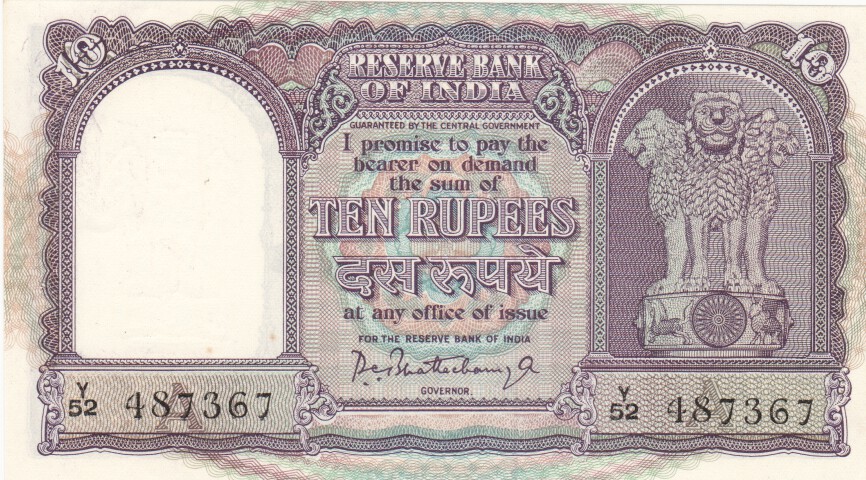 10 10
RESERVE BANK
OF INDIA
GUARANTEED BY THE CENTRAL GOVERNMENT
I promise to pay the
bearer on demand
the sum of
TEN RUPEES
दस रूपये
at any office of issue
FOR THE RESERVE BANK OF INDIA
P.C. Bhattacharyya
GOVERNOR.
Y/52 A 487367
Y/52 A 487367